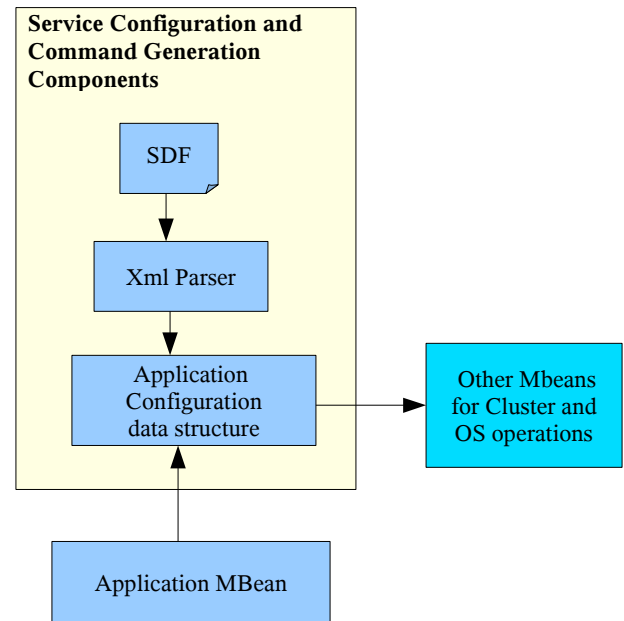 Service Configuration and
Command Generation
Components
SDF
Xml Parser
Application
Configuration
data structure
Other Mbeans
for Cluster and
OS operations
Application MBean